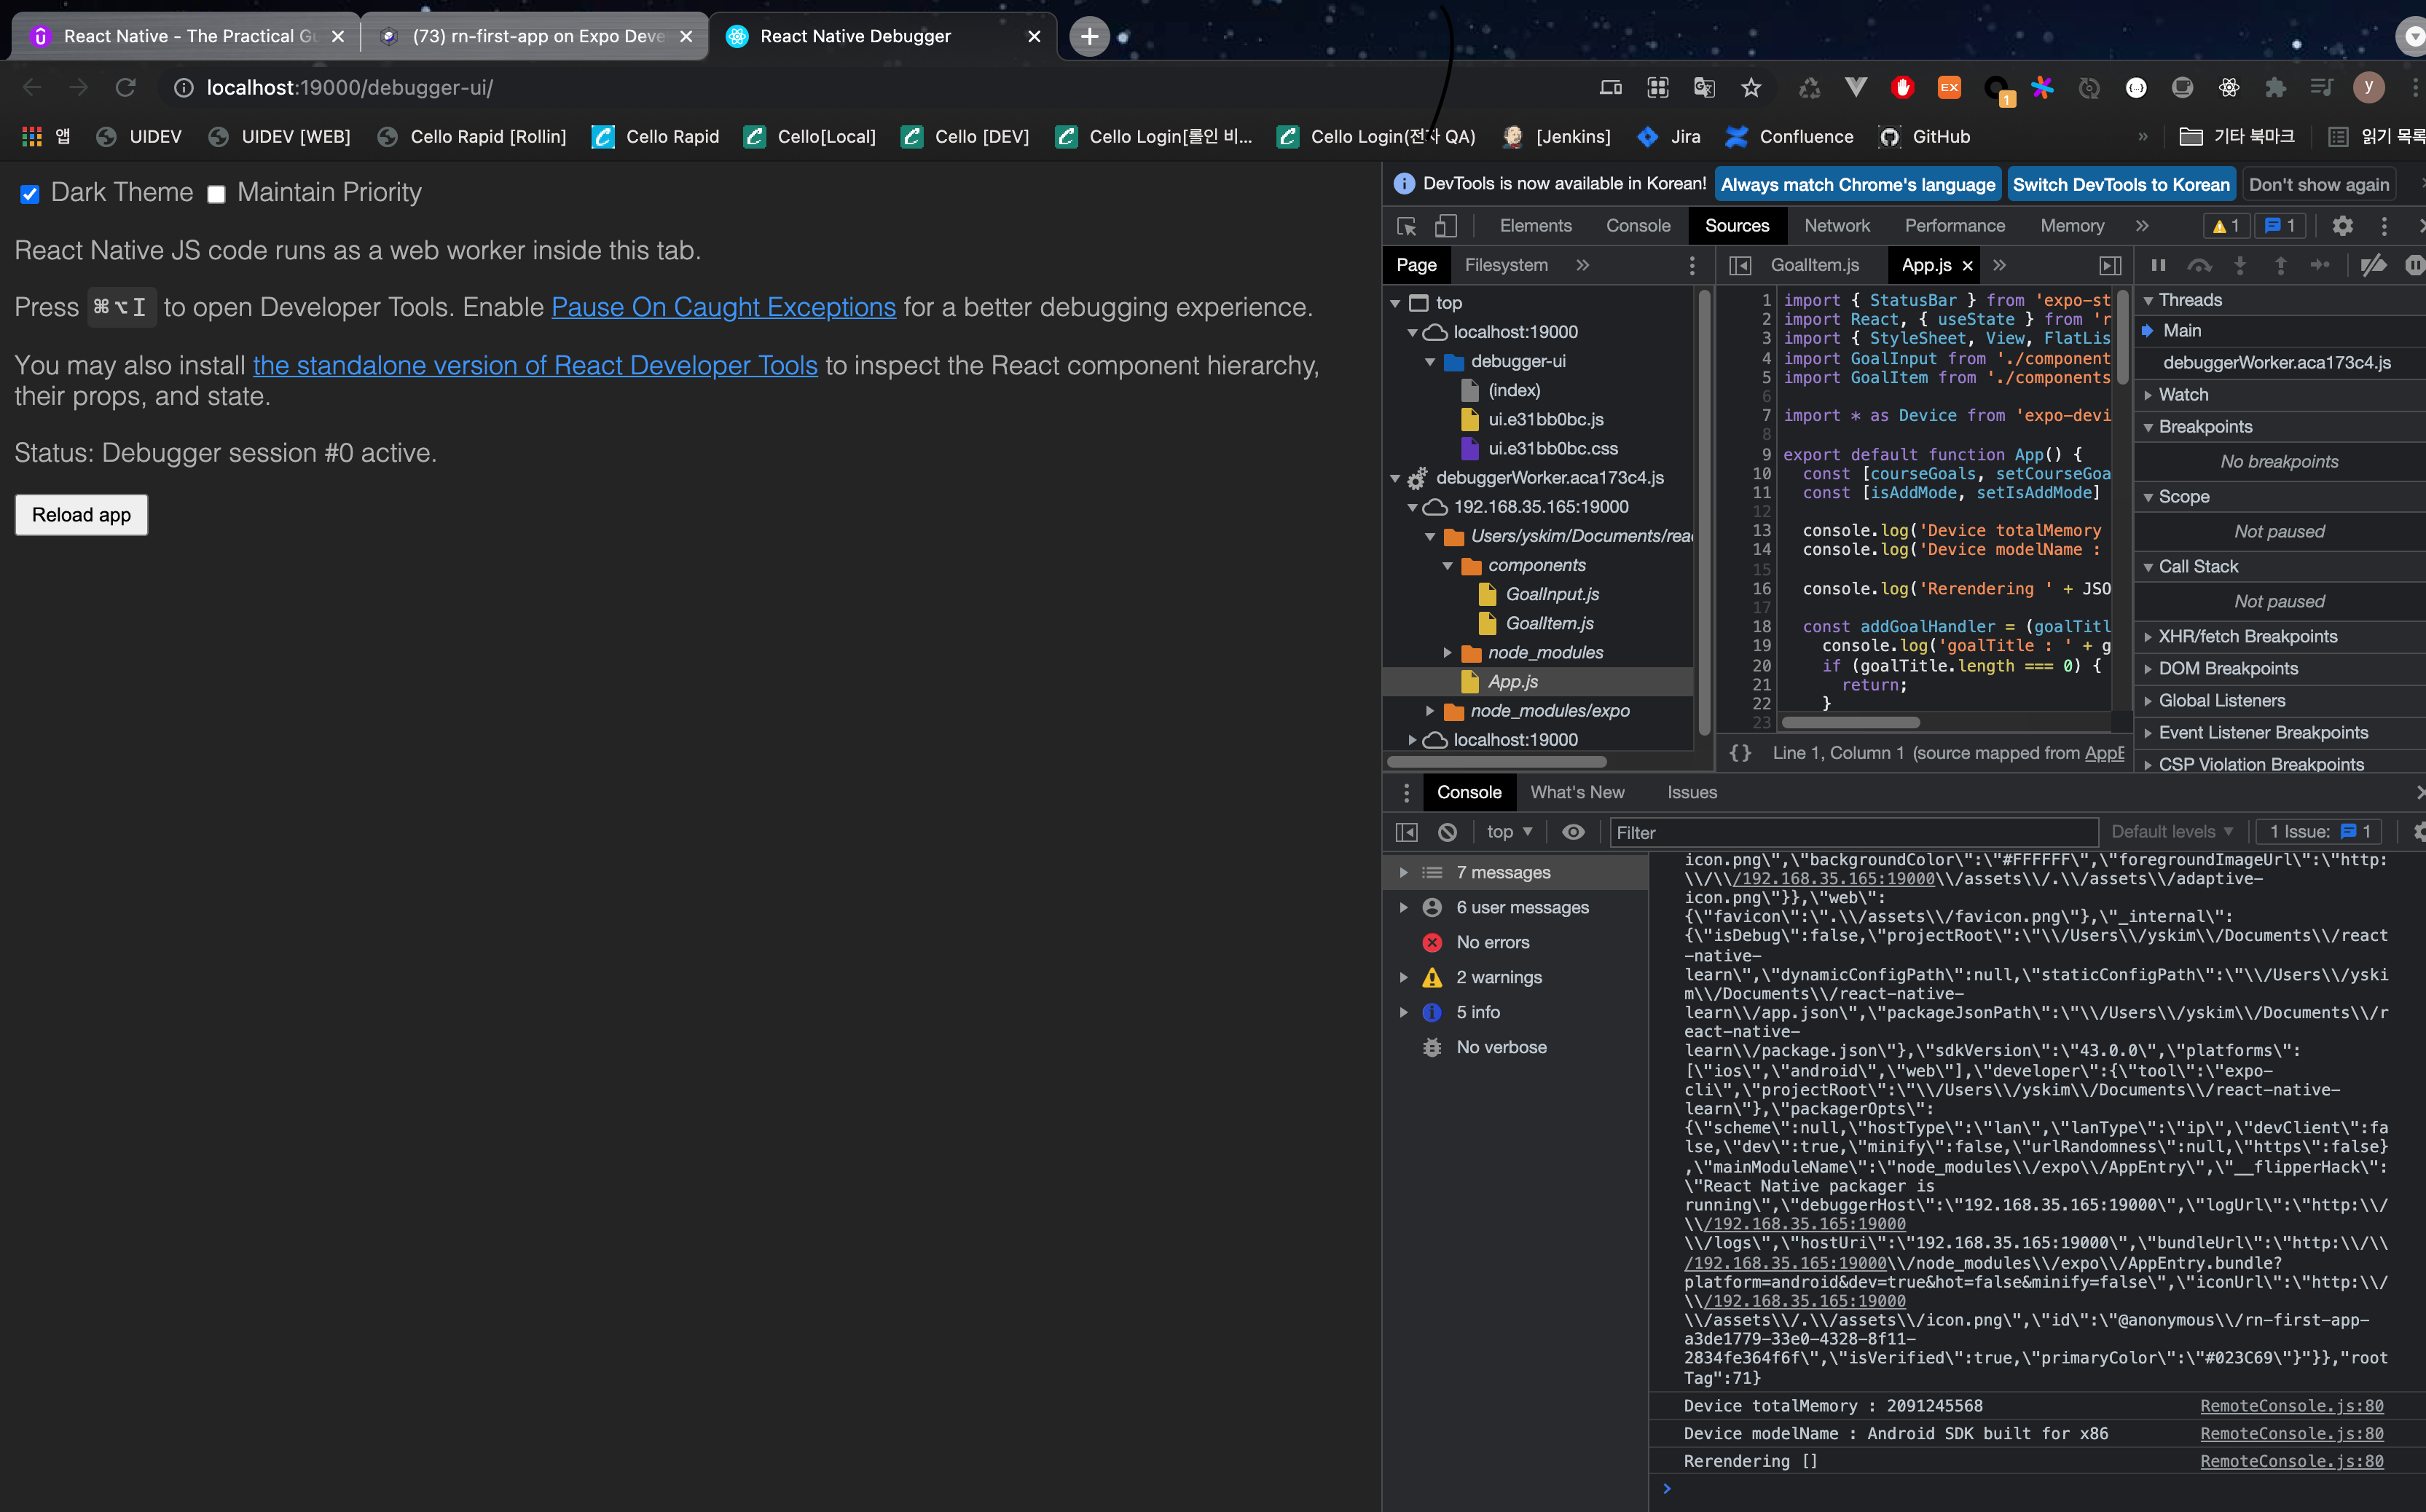 React Native - The Practical Gu
(73) rn-first-app on Expo Deve
React Native Debugger
localhost:19000/debugger-ui/
EX
1
y
앱
UIDEV
UIDEV [WEB]
Cello Rapid [Rollin]
Cello Rapid
Cello[Local]
Cello [DEV]
Cello Login[롤인 비...
Cello Login(전자 QA)
[Jenkins]
Jira
Confluence
GitHub
»
기타 북마크
읽기 목록
Dark Theme
Maintain Priority
React Native JS code runs as a web worker inside this tab.
Press ⌘⌥I to open Developer Tools. Enable Pause On Caught Exceptions for a better debugging experience.
You may also install the standalone version of React Developer Tools to inspect the React component hierarchy,
their props, and state.
Status: Debugger session #0 active.
Reload app
DevTools is now available in Korean!
Always match Chrome's language
Switch DevTools to Korean
Don't show again
Elements
Console
Sources
Network
Performance
Memory
»
1
1
Page
Filesystem
»
top
localhost:19000
debugger-ui
(index)
ui.e31bb0bc.js
ui.e31bb0bc.css
debuggerWorker.aca173c4.js
192.168.35.165:19000
Users/yskim/Documents/reac
components
GoalInput.js
GoalItem.js
node_modules
App.js
node_modules/expo
localhost:19000
GoalItem.js
App.js
»
1 import { StatusBar } from 'expo-st
2 import React, { useState } from 'r
3 import { StyleSheet, View, FlatLis
4 import GoalInput from './component
5 import GoalItem from './components
6
7 import * as Device from 'expo-devi
8
9 export default function App() {
10 const [courseGoals, setCourseGoa
11 const [isAddMode, setIsAddMode]
12
13 console.log('Device totalMemory
14 console.log('Device modelName :
15
16 console.log('Rerendering ' + JSO
17
18 const addGoalHandler = (goalTitl
19 console.log('goalTitle : ' + g
20 if (goalTitle.length === 0) {
21 return;
22 }
23
{} Line 1, Column 1 (source mapped from AppE
Threads
Main
debuggerWorker.aca173c4.js
Watch
Breakpoints
No breakpoints
Scope
Not paused
Call Stack
Not paused
XHR/fetch Breakpoints
DOM Breakpoints
Global Listeners
Event Listener Breakpoints
CSP Violation Breakpoints
Console
What's New
Issues
top
Filter
Default levels
1 Issue: 1
7 messages
6 user messages
No errors
2 warnings
5 info
No verbose
icon.png\",\"backgroundColor\":\"#FFFFFF\",\"foregroundImageUrl\":\"http:
\\/\\/192.168.35.165:19000\\/assets\\/.\\/assets\\/adaptive-
icon.png\"}},\"web\":
{\"favicon\":\".\\/assets\\/favicon.png\"},\"_internal\":
{\"isDebug\":false,\"projectRoot\":\"\\/Users\\/yskim\\/Documents\\/react
-native-
learn\",\"dynamicConfigPath\":null,\"staticConfigPath\":\"\\/Users\\/yski
m\\/Documents\\/react-native-
learn\\/app.json\",\"packageJsonPath\":\"\\/Users\\/yskim\\/Documents\\/r
eact-native-
learn\\/package.json\"},\"sdkVersion\":\"43.0.0\",\"platforms\":
[\"ios\",\"android\",\"web\"],\"developer\":{\"tool\":\"expo-
cli\",\"projectRoot\":\"\\/Users\\/yskim\\/Documents\\/react-native-
learn\"},\"packagerOpts\":
{\"scheme\":null,\"hostType\":\"lan\",\"lanType\":\"ip\",\"devClient\":fa
lse,\"dev\":true,\"minify\":false,\"urlRandomness\":null,\"https\":false}
,\"mainModuleName\":\"node_modules\\/expo\\/AppEntry\",\"__flipperHack\":
\"React Native packager is
running\",\"debuggerHost\":\"192.168.35.165:19000\",\"logUrl\":\"http:\\/
\\/192.168.35.165:19000
\\/logs\",\"hostUri\":\"192.168.35.165:19000\",\"bundleUrl\":\"http:\\/\\
/192.168.35.165:19000\\/node_modules\\/expo\\/AppEntry.bundle?
platform=android&dev=true&hot=false&minify=false\",\"iconUrl\":\"http:\\/
\\/192.168.35.165:19000
\\/assets\\/.\\/assets\\/icon.png\",\"id\":\"@anonymous\\/rn-first-app-
a3de1779-33e0-4328-8f11-
2834fe364f6f\",\"isVerified\":true,\"primaryColor\":\"#023C69\"}"}},"root
Tag":71}
Device totalMemory : 2091245568 RemoteConsole.js:80
Device modelName : Android SDK built for x86 RemoteConsole.js:80
Rerendering [] RemoteConsole.js:80